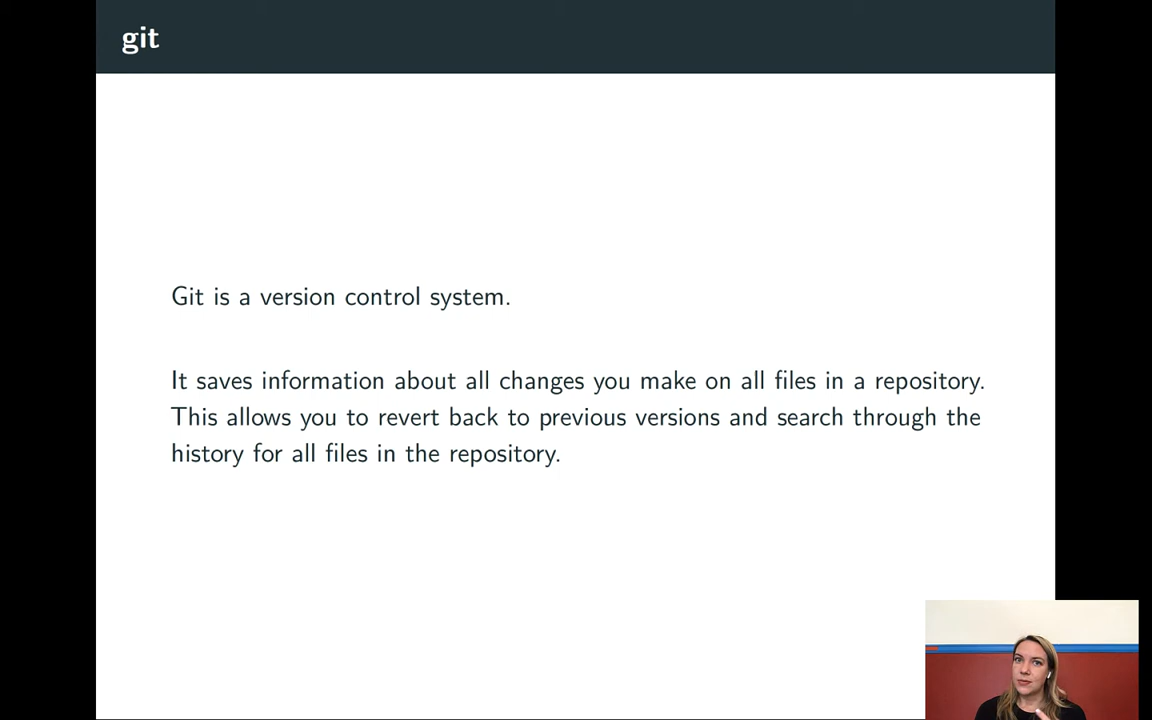 git
Git is a version control system.
It saves information about all changes you make on all files in a repository.
This allows you to revert back to previous versions and search through the
history for all files in the repository.